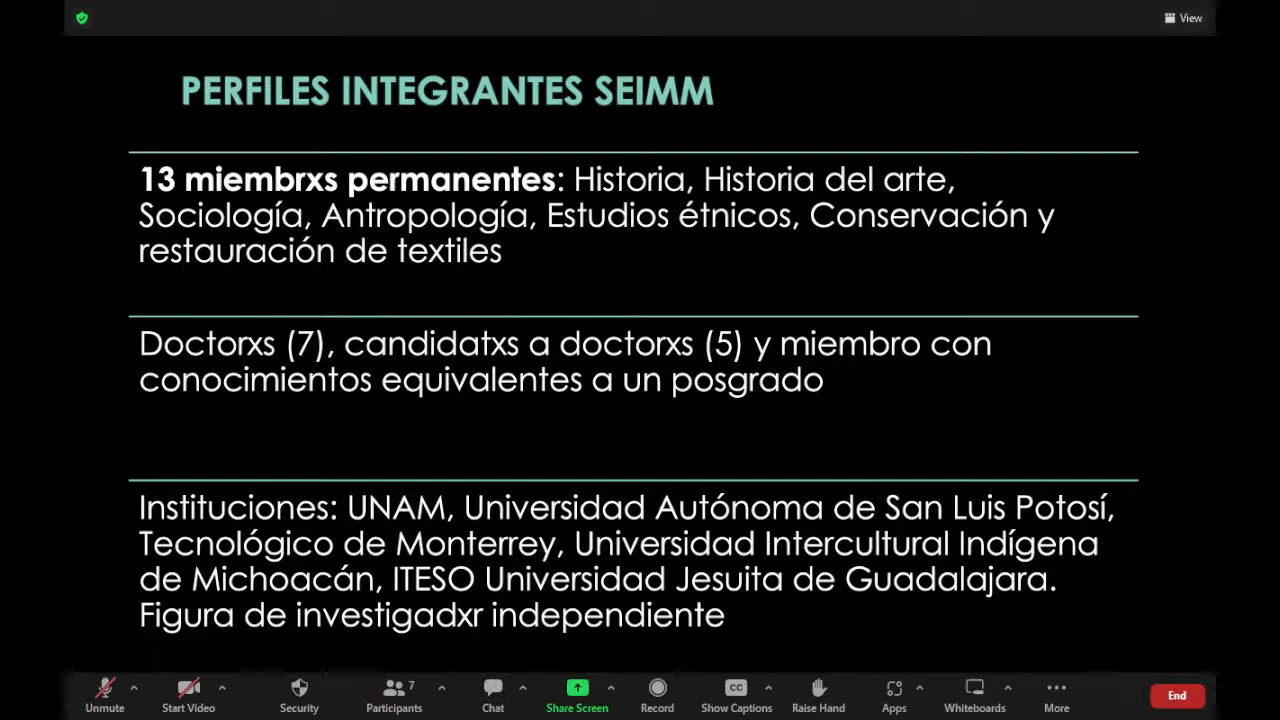 View
PERFILES INTEGRANTES SEIMM
13 miembrxs permanentes: Historia, Historia del arte,
Sociología, Antropología, Estudios étnicos, Conservación y
restauración de textiles
Doctorxs (7), candidatxs a doctorxs (5) y miembro con
conocimientos equivalentes a un posgrado
Instituciones: UNAM, Universidad Autónoma de San Luis Potosí,
Tecnológico de Monterrey, Universidad Intercultural Indígena
de Michoacán, ITESO Universidad Jesuita de Guadalajara.
Figura de investigadxr independiente
7
CC
Unmute Start Video Security Participants Chat Share Screen Record Show Captions Raise Hand Apps Whiteboards More End